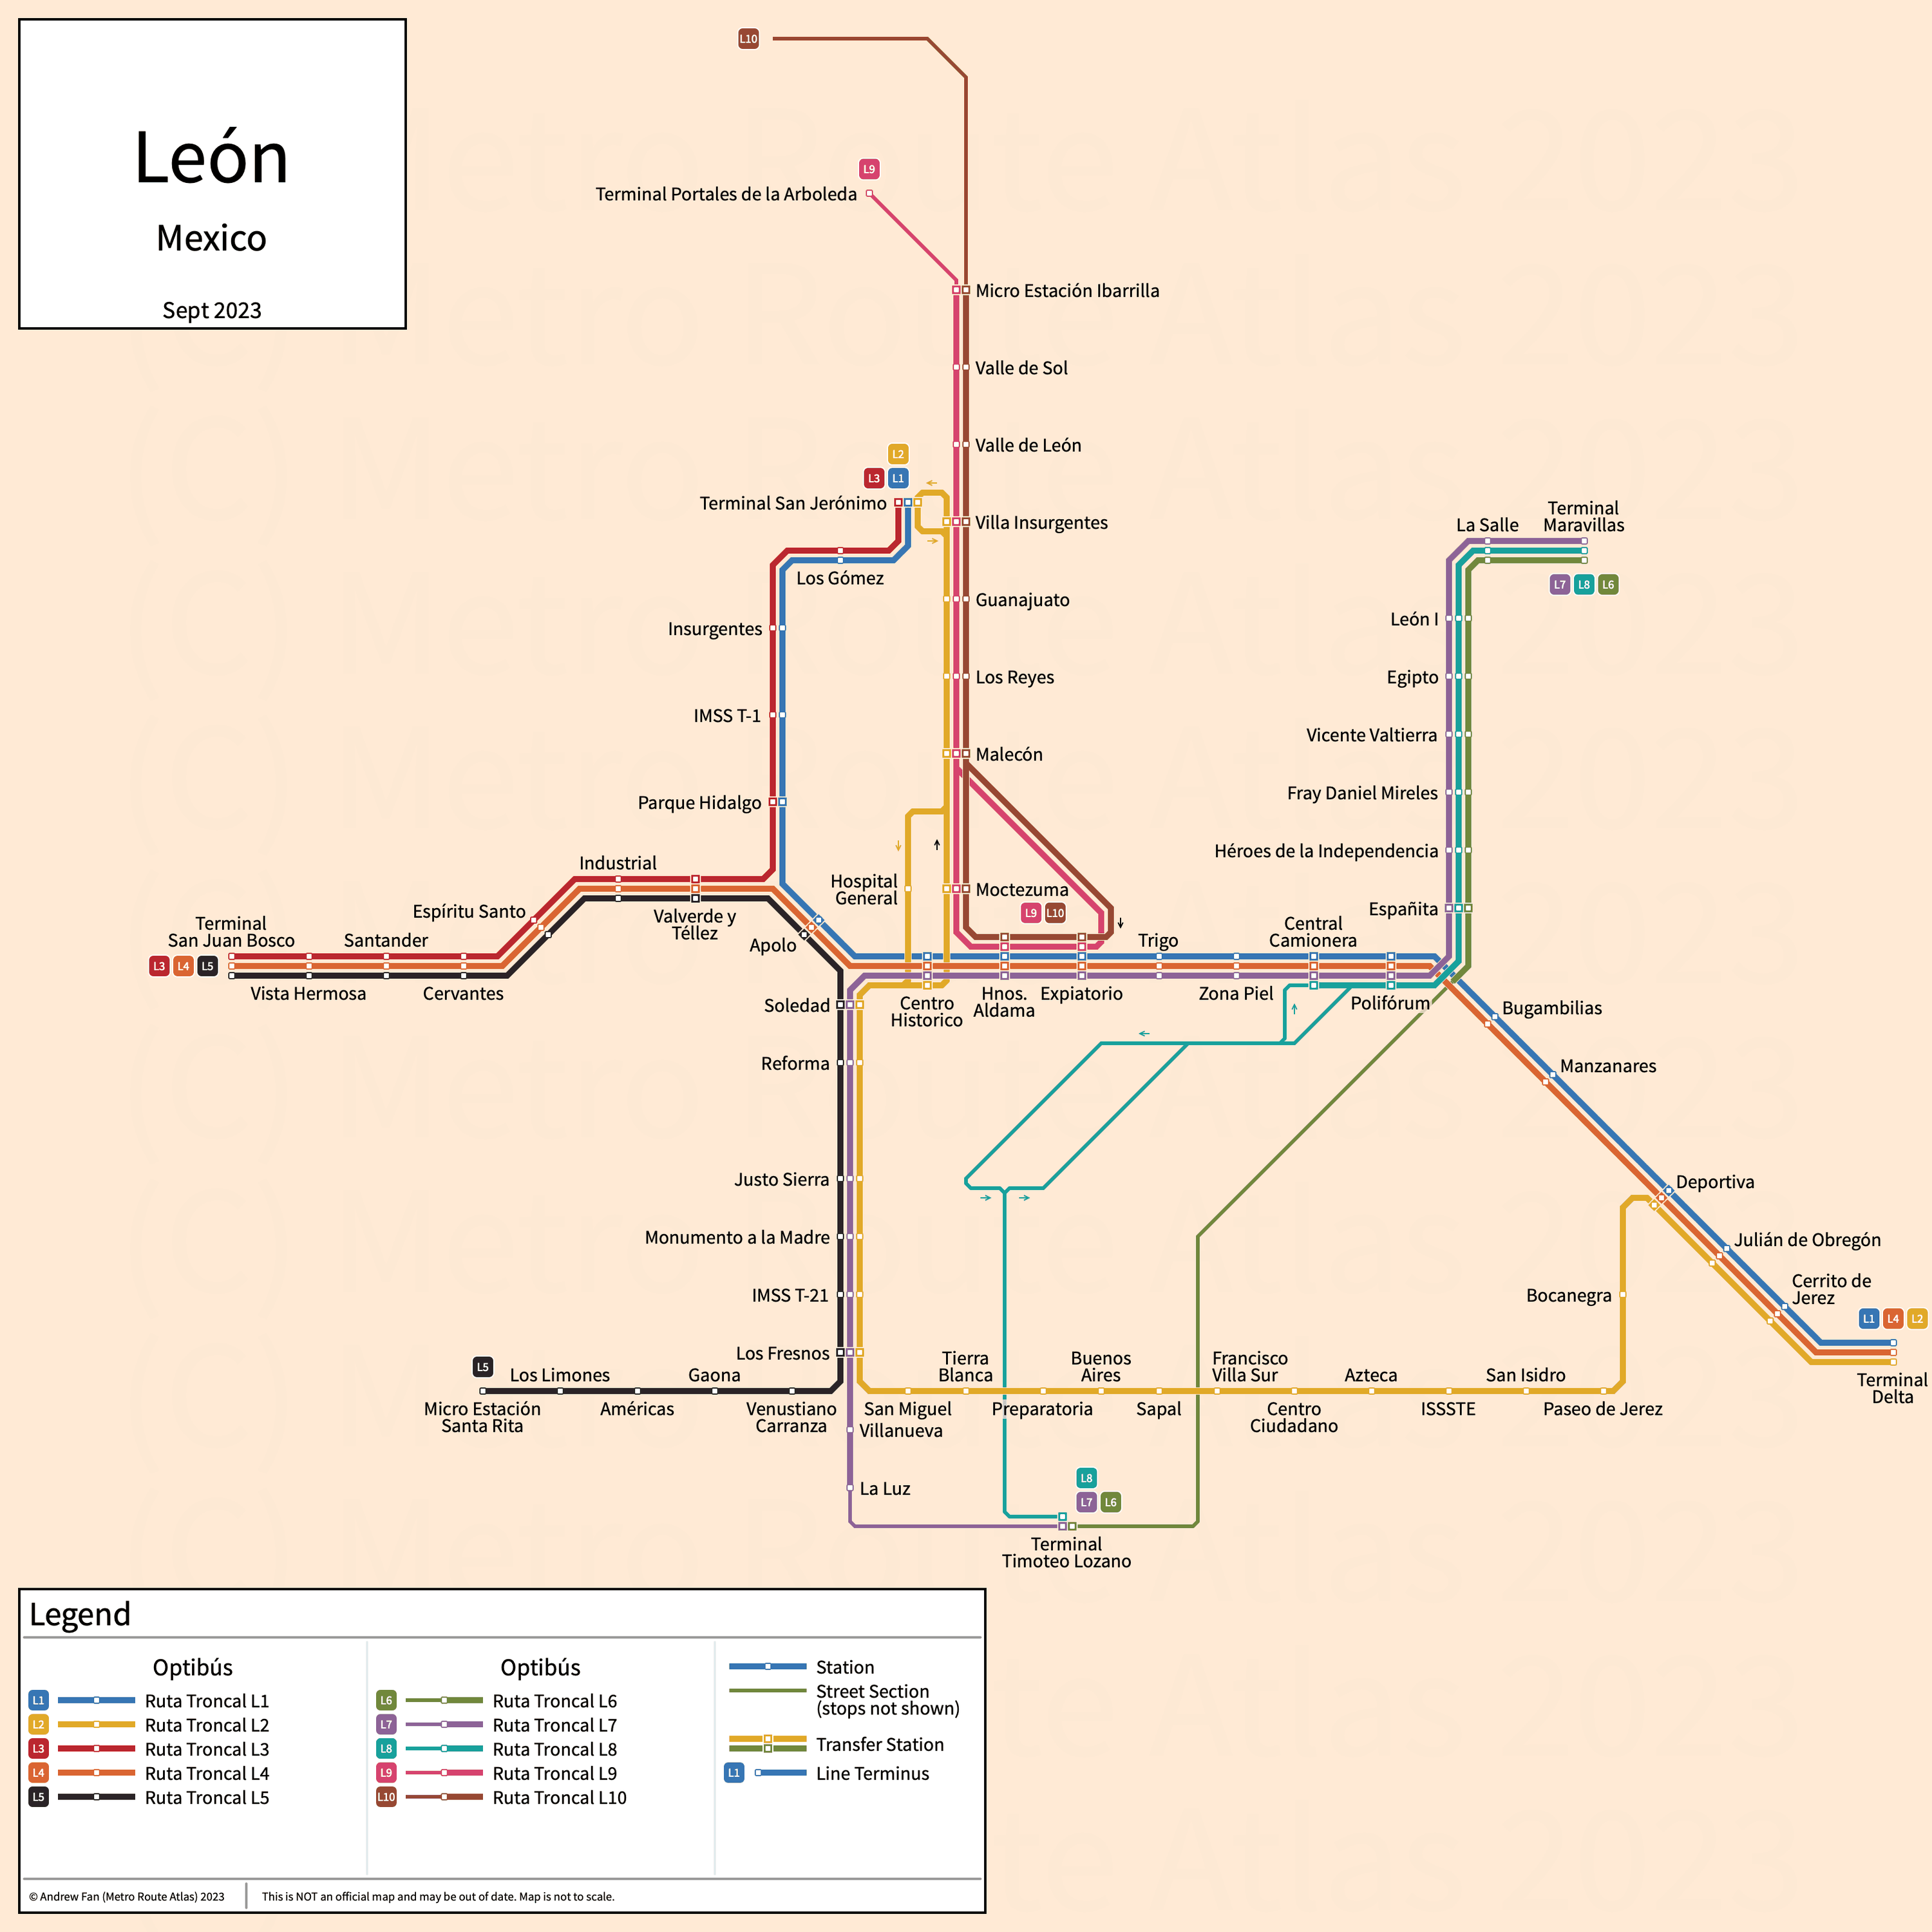 León
Mexico
Sept 2023
L10
L9
Terminal Portales de la Arboleda
Micro Estación Ibarrilla
Valle de Sol
Valle de León
L2
L3
L1
Terminal San Jerónimo
Villa Insurgentes
Los Gómez
Guanajuato
Insurgentes
Los Reyes
IMSS T-1
Malecón
Parque Hidalgo
La Salle
Terminal
Maravillas
L7
L8
L6
León I
Egipto
Vicente Valtierra
Fray Daniel Mireles
Héroes de la Independencia
Españita
Industrial
Hospital
General
Moctezuma
L9
L10
Espíritu Santo
Valverde y
Téllez
Apolo
Terminal
San Juan Bosco
Santander
L3
L4
L5
Vista Hermosa
Cervantes
Trigo
Central
Camionera
Soledad
Centro
Historico
Hnos.
Aldama
Expiatorio
Zona Piel
Polifórum
Bugambilias
Reforma
Manzanares
Justo Sierra
Deportiva
Monumento a la Madre
Julián de Obregón
IMSS T-21
Bocanegra
Cerrito de
Jerez
L1
L4
L2
Los Fresnos
L5
Los Limones
Gaona
Tierra
Blanca
Buenos
Aires
Francisco
Villa Sur
Azteca
San Isidro
Terminal
Delta
Micro Estación
Santa Rita
Américas
Venustiano
Carranza
San Miguel
Preparatoria
Sapal
Centro
Ciudadano
ISSSTE
Paseo de Jerez
Villanueva
La Luz
L8
L7
L6
Terminal
Timoteo Lozano
Legend
Optibús
L1
Ruta Troncal L1
L2
Ruta Troncal L2
L3
Ruta Troncal L3
L4
Ruta Troncal L4
L5
Ruta Troncal L5
Optibús
L6
Ruta Troncal L6
L7
Ruta Troncal L7
L8
Ruta Troncal L8
L9
Ruta Troncal L9
L10
Ruta Troncal L10
Station
Street Section
(stops not shown)
Transfer Station
L1
Line Terminus
© Andrew Fan (Metro Route Atlas) 2023
This is NOT an official map and may be out of date. Map is not to scale.